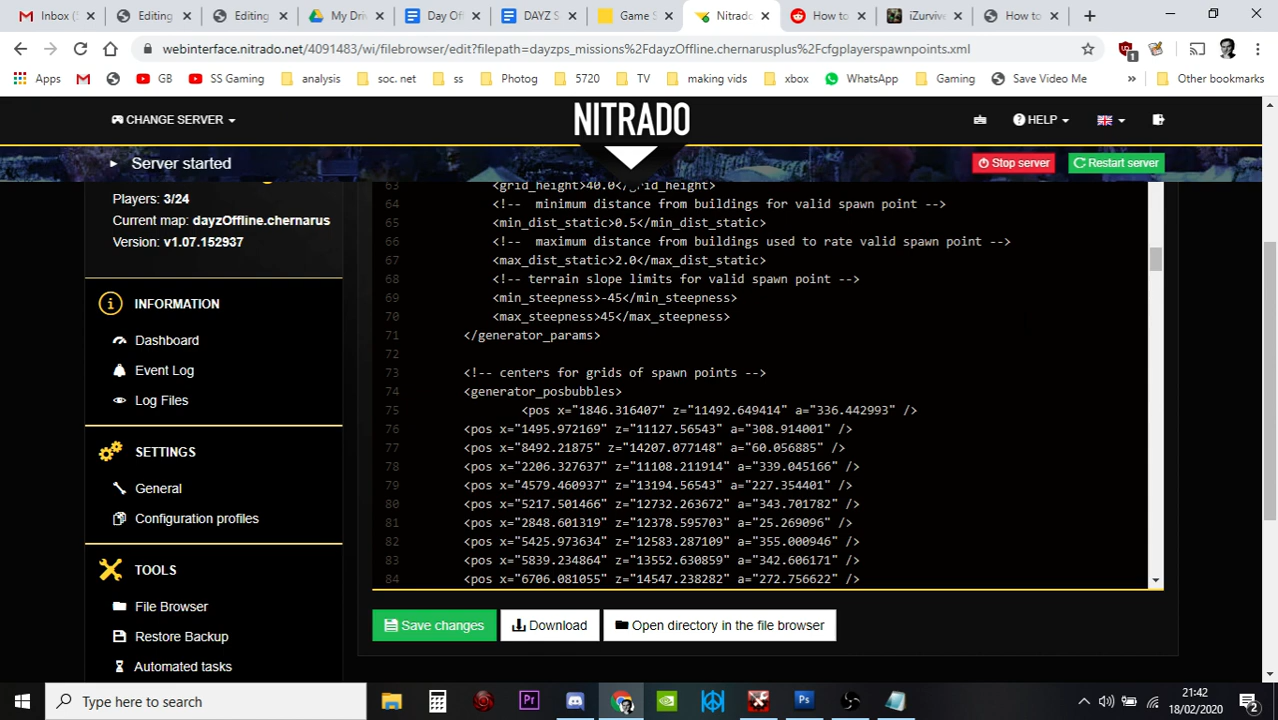 Inbox (
Editing
Editing
My Dri
Day Of
DAYZ S
Game S
Nitrado
How to
iZurviv
How to
webinterface.nitrado.net/4091483/wi/filebrowser/edit?filepath=dayzps_missions%2FdayzOffline.chernarusplus%2Fcfgplayerspawnpoints.xml
Apps
GB
SS Gaming
analysis
soc. net
ss
Photog
5720
TV
making vids
xbox
WhatsApp
Gaming
Save Video Me
»
Other bookmarks
CHANGE SERVER
NITRADO
HELP
Server started
Stop server
Restart server
Players: 3/24
Current map: dayzOffline.chernarus
Version: v1.07.152937
INFORMATION
Dashboard
Event Log
Log Files
SETTINGS
General
Configuration profiles
TOOLS
File Browser
Restore Backup
Automated tasks
63 <grid_height>40.0</grid_height>
64 <!-- minimum distance from buildings for valid spawn point -->
65 <min_dist_static>0.5</min_dist_static>
66 <!-- maximum distance from buildings used to rate valid spawn point -->
67 <max_dist_static>2.0</max_dist_static>
68 <!-- terrain slope limits for valid spawn point -->
69 <min_steepness>-45</min_steepness>
70 <max_steepness>45</max_steepness>
71 </generator_params>
72
73 <!-- centers for grids of spawn points -->
74 <generator_posbubbles>
75 <pos x="1846.316407" z="11492.649414" a="336.442993" />
76 <pos x="1495.972169" z="11127.56543" a="308.914001" />
77 <pos x="8492.21875" z="14207.077148" a="60.056885" />
78 <pos x="2206.327637" z="11108.211914" a="339.045166" />
79 <pos x="4579.460937" z="13194.56543" a="227.354401" />
80 <pos x="5217.501466" z="12732.263672" a="343.701782" />
81 <pos x="2848.601319" z="12378.595703" a="25.269096" />
82 <pos x="5425.973634" z="12583.287109" a="355.000946" />
83 <pos x="5839.234864" z="13552.630859" a="342.606171" />
84 <pos x="6706.081055" z="14547.238282" a="272.756622" />
Save changes
Download
Open directory in the file browser
Type here to search
21:42
18/02/2020
2